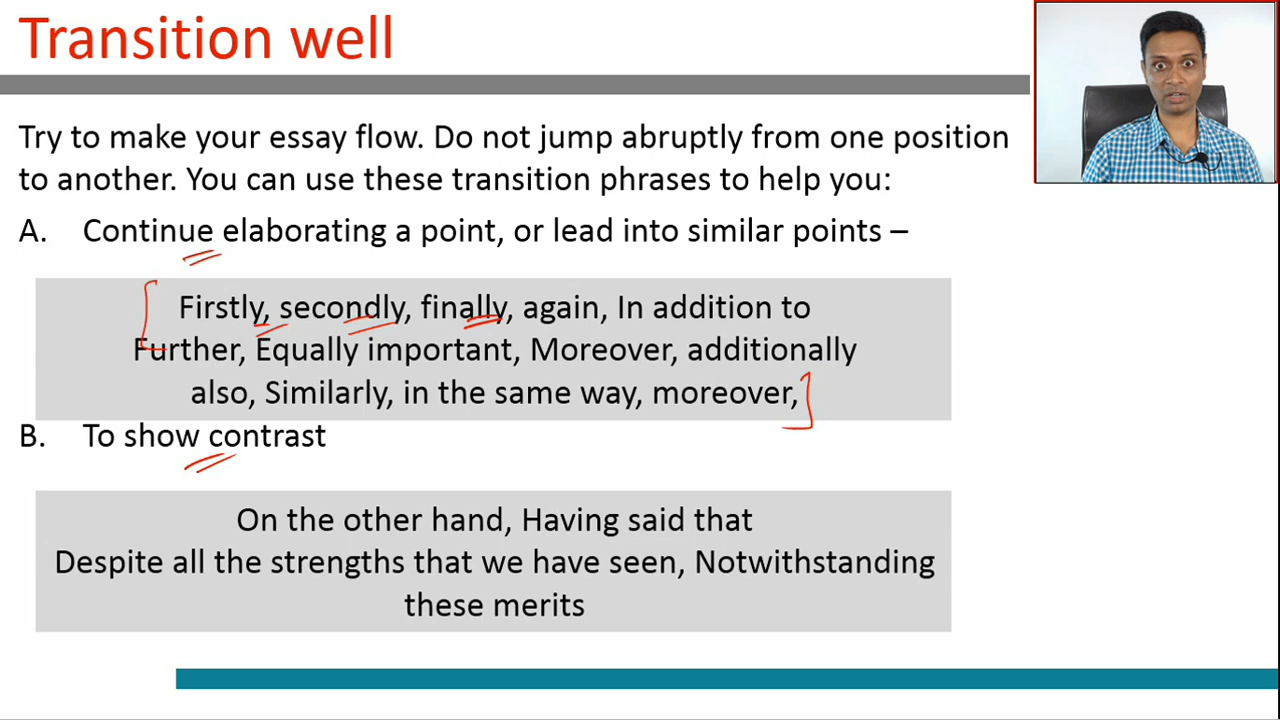 Transition well
Try to make your essay flow. Do not jump abruptly from one position
to another. You can use these transition phrases to help you:
A. Continue elaborating a point, or lead into similar points –
Firstly, secondly, finally, again, In addition to
Further, Equally important, Moreover, additionally
also, Similarly, in the same way, moreover,
B. To show contrast
On the other hand, Having said that
Despite all the strengths that we have seen, Notwithstanding
these merits